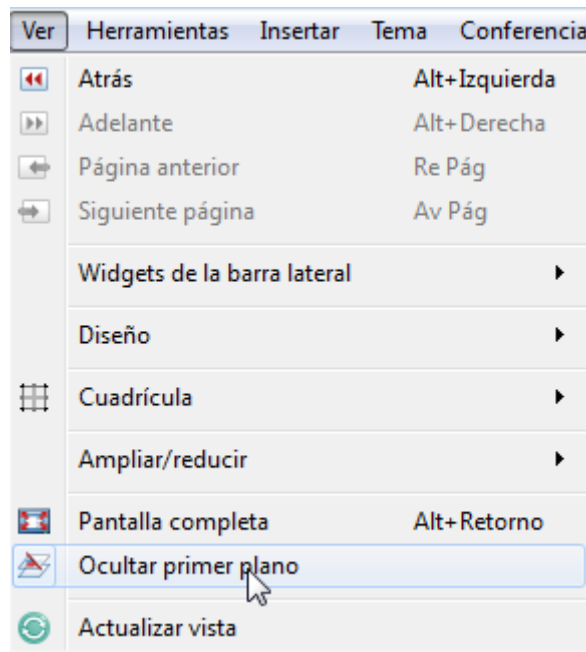 Ver Herramientas Insertar Tema Conferencia
Atrás Alt+Izquierda
Adelante Alt+Derecha
Página anterior Re Pág
Siguiente página Av Pág
Widgets de la barra lateral
Diseño
Cuadrícula
Ampliar/reducir
Pantalla completa Alt+Retorno
Ocultar primer plano
Actualizar vista